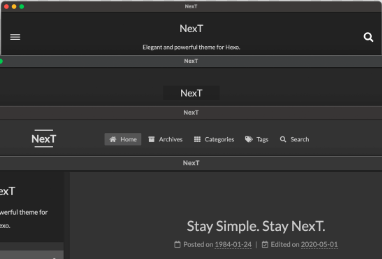 NexT
NexT
Elegant and powerful theme for Hexo.
NexT
NexT
NexT
NexT
Home
Archives
Categories
Tags
Search
NexT
Stay Simple. Stay NexT.
Posted on 1984-01-24 | Edited on 2020-05-01
exT
werful theme for
exo.